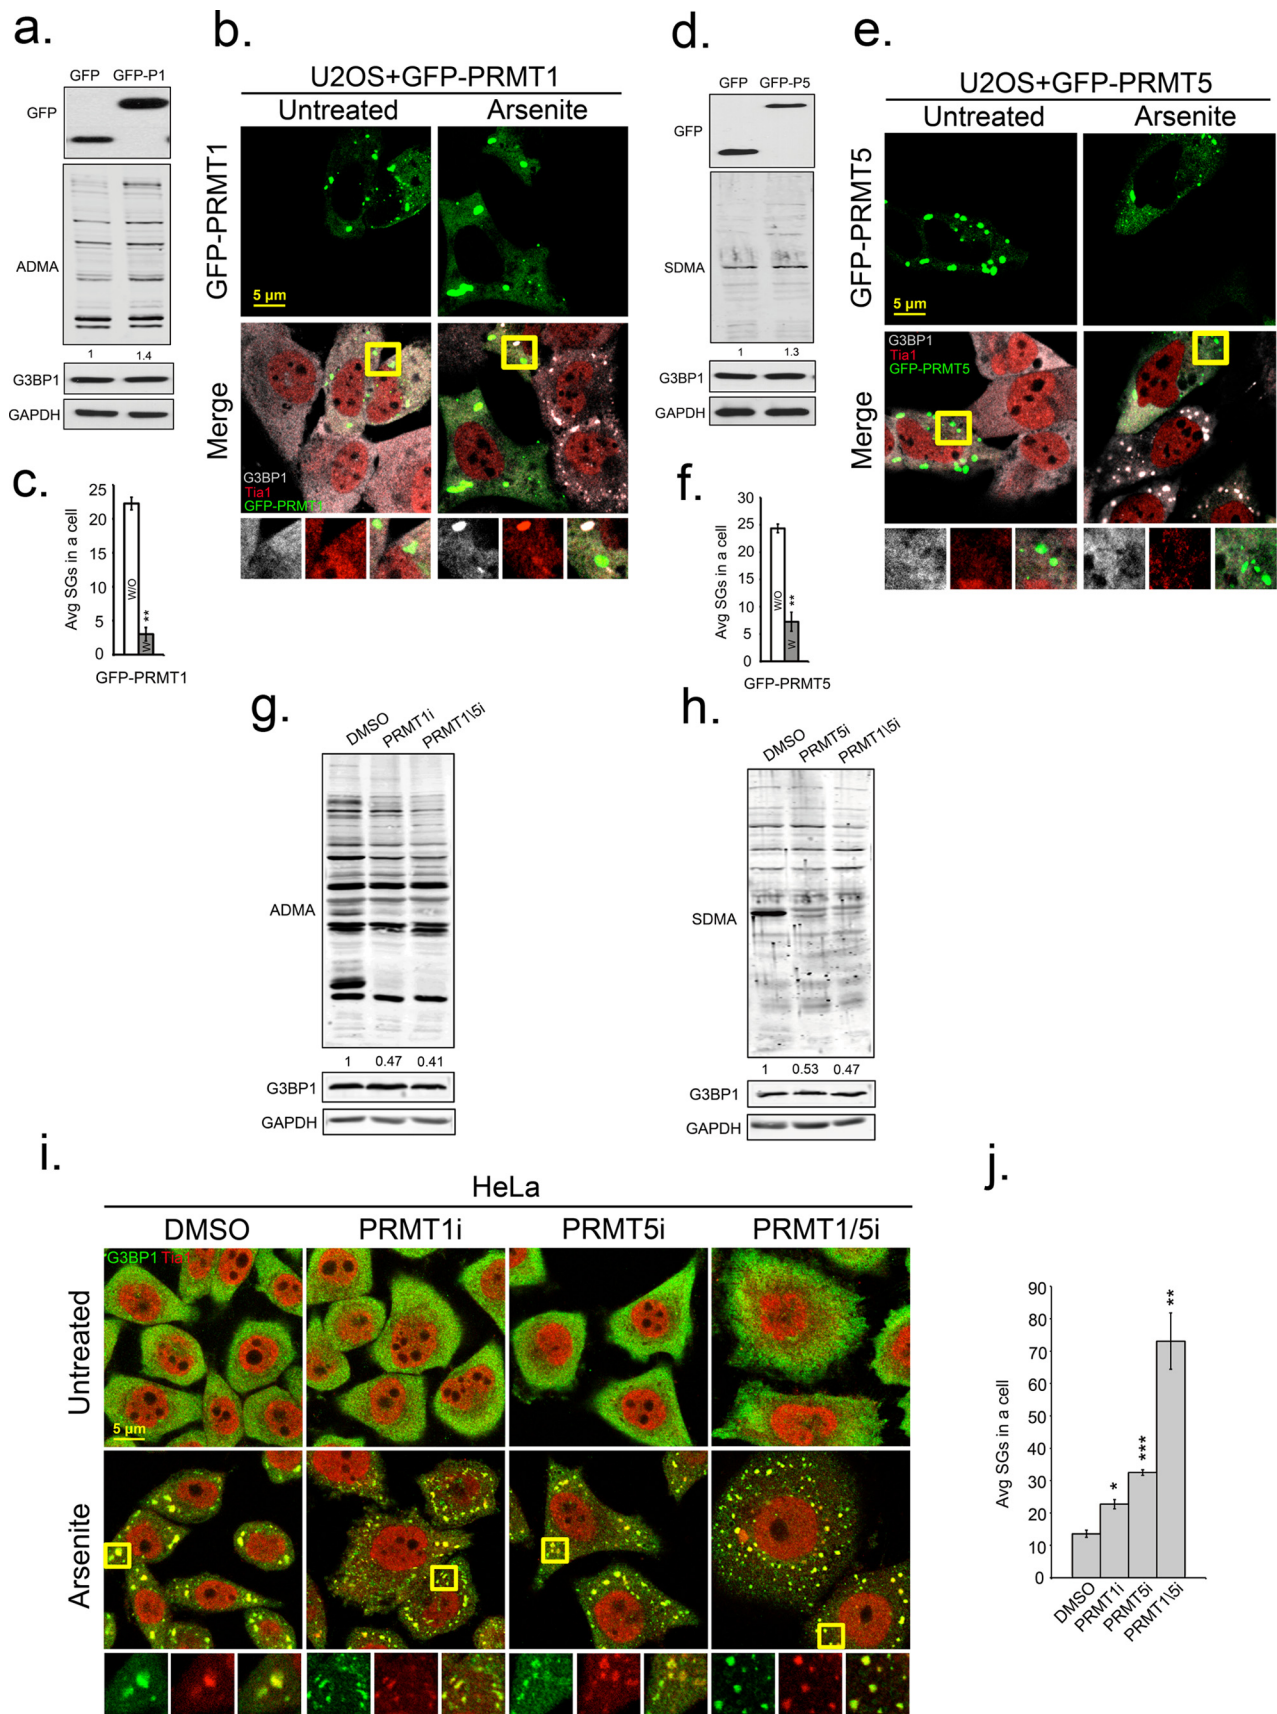 a.
GFP GFP-P1
GFP
ADMA
1 1.4
G3BP1
GAPDH
b.
U2OS+GFP-PRMT1
Untreated Arsenite
GFP-PRMT1
5 µm
Merge
G3BP1
Tia1
GFP-PRMT1
c.
Avg SGs in a cell
25
20
15
10
5
0
W/O
W
**
GFP-PRMT1
d.
GFP GFP-P5
GFP
SDMA
1 1.3
G3BP1
GAPDH
e.
U2OS+GFP-PRMT5
Untreated Arsenite
GFP-PRMT5
5 µm
Merge
G3BP1
Tia1
GFP-PRMT5
f.
Avg SGs in a cell
30
25
20
15
10
5
0
W/O
W
**
GFP-PRMT5
g.
DMSO PRMT1i PRMT1\5i
ADMA
1 0.47 0.41
G3BP1
GAPDH
h.
DMSO PRMT5i PRMT1\5i
SDMA
1 0.53 0.47
G3BP1
GAPDH
i.
HeLa
DMSO PRMT1i PRMT5i PRMT1/5i
G3BP1 Tia1
Untreated
5 µm
Arsenite
j.
Avg SGs in a cell
90
80
70
60
50
40
30
20
10
0
*
***
**
DMSO PRMT1i PRMT5i PRMT1\5i